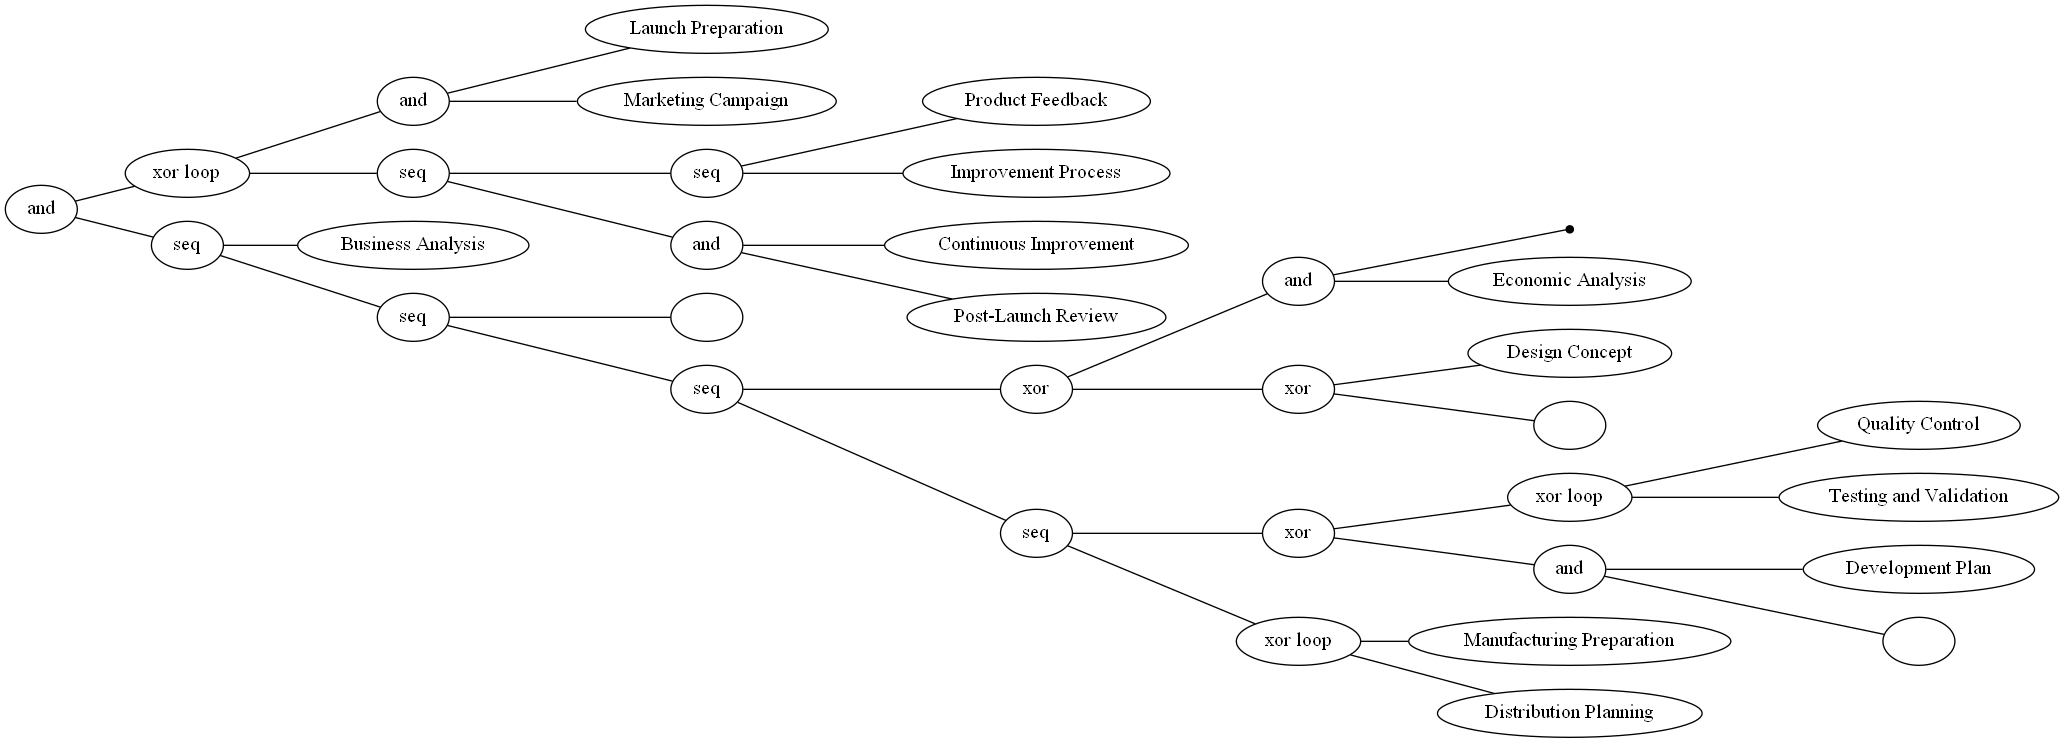 Launch Preparation
and
Marketing Campaign
Product Feedback
xor loop
seq
seq
Improvement Process
and
seq
Business Analysis
and
Continuous Improvement
and
Economic Analysis
seq
Post-Launch Review
Design Concept
seq
xor
xor
Quality Control
xor loop
Testing and Validation
seq
xor
and
Development Plan
xor loop
Manufacturing Preparation
Distribution Planning